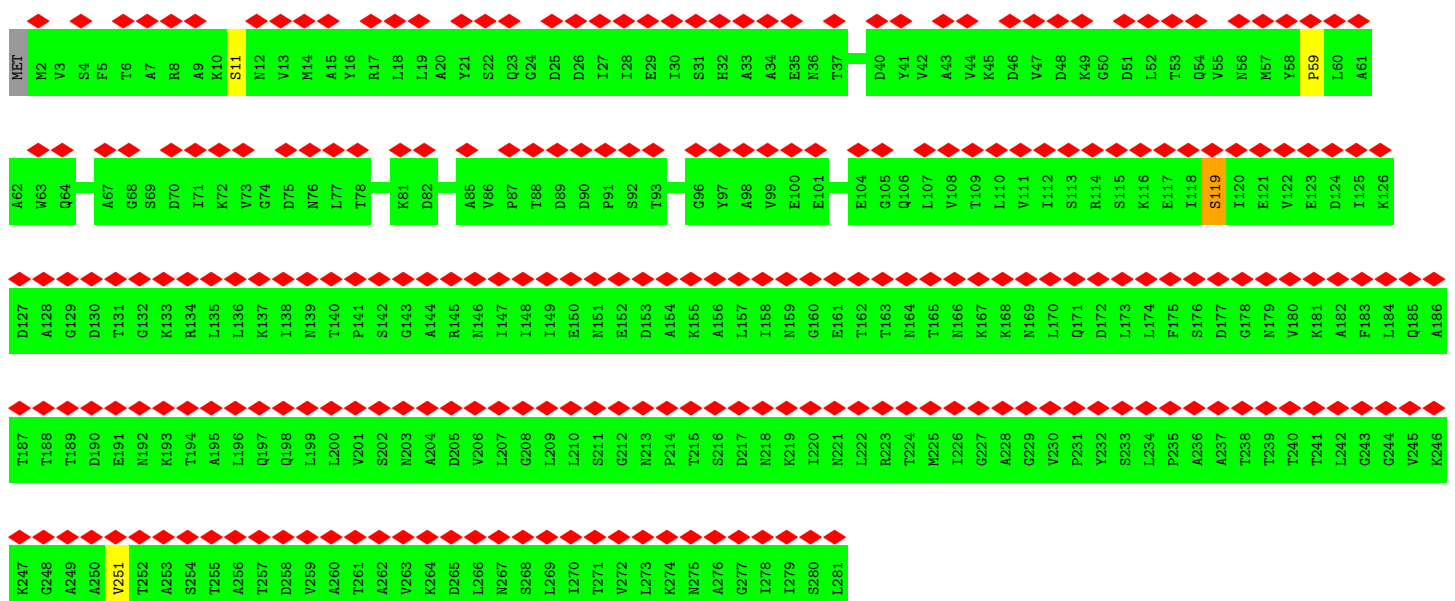 MET M2 V3 S4 F5 T6 A7 R8 A9 K10 S11 N12 V13 M14 A15 Y16 R17 L18 L19 A20 Y21 S22 Q23 G24 D25 D26 I27 I28 E29 I30 S31 H32 A33 A34 E35 N36 T37 D40 Y41 V42 A43 V44 K45 D46 V47 D48 K49 G50 D51 L52 T53 Q54 V55 N56 M57 Y58 P59 L60 A61
A62 W63 Q64 A67 G68 S69 D70 I71 K72 V73 G74 D75 N76 L77 T78 K81 D82 A85 V86 P87 T88 D89 D90 P91 S92 T93 G96 Y97 A98 V99 E100 E101 E104 G105 Q106 L107 V108 T109 L110 V111 I112 S113 R114 S115 K116 E117 I118 S119 I120 E121 V122 E123 D124 I125 K126
D127 A128 G129 D130 T131 G132 K133 R134 L135 L136 K137 I138 N139 T140 P141 S142 G143 A144 R145 N146 I147 I148 I149 E150 N151 E152 D153 A154 K155 A156 L157 I158 N159 G160 E161 T162 T163 N164 T165 N166 K167 K168 N169 L170 Q171 D172 L173 L174 F175 S176 D177 G178 N179 V180 K181 A182 F183 L184 Q185 A186
T187 T188 T189 D190 E191 N192 K193 T194 A195 L196 Q197 Q198 L199 L200 V201 S202 N203 A204 D205 V206 L207 G208 L209 L210 S211 G212 N213 P214 T215 S216 D217 N218 K219 I220 N221 L222 R223 T224 M225 I226 G227 A228 G229 V230 P231 Y232 S233 L234 P235 A236 A237 T238 T239 T240 T241 L242 G243 G244 V245 K246
K247 G248 A249 A250 V251 T252 A253 S254 T255 A256 T257 D258 V259 A260 T261 A262 V263 K264 D265 L266 N267 S268 L269 I270 T271 V272 L273 K274 N275 A276 G277 I278 I279 S280 L281